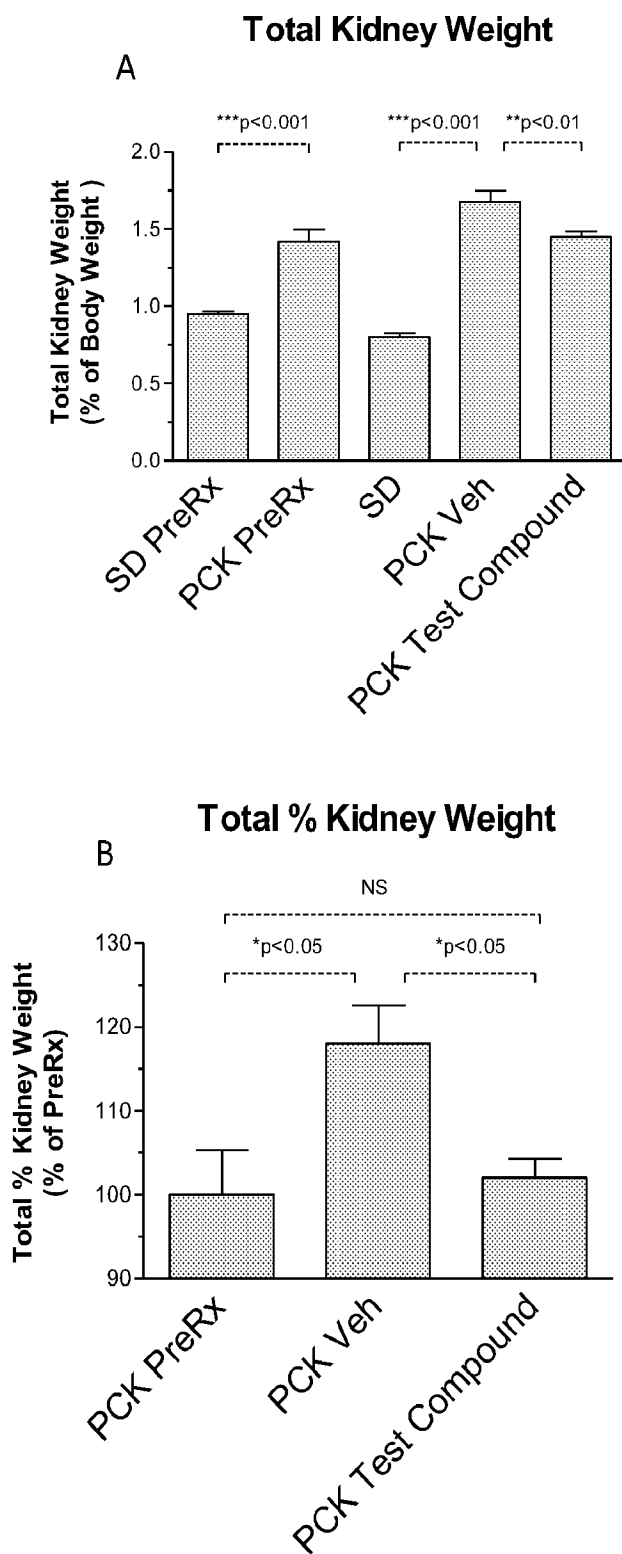 Total Kidney Weight
A
***p<0.001
***p<0.001
**p<0.01
Total Kidney Weight
(% of Body Weight )
2.0
1.5
1.0
0.5
0.0
SD PreRx
PCK PreRx
SD
PCK Veh
PCK Test Compound
Total % Kidney Weight
B
NS
*p<0.05
*p<0.05
Total % Kidney Weight
(% of PreRx)
130
120
110
100
90
PCK PreRx
PCK Veh
PCK Test Compound